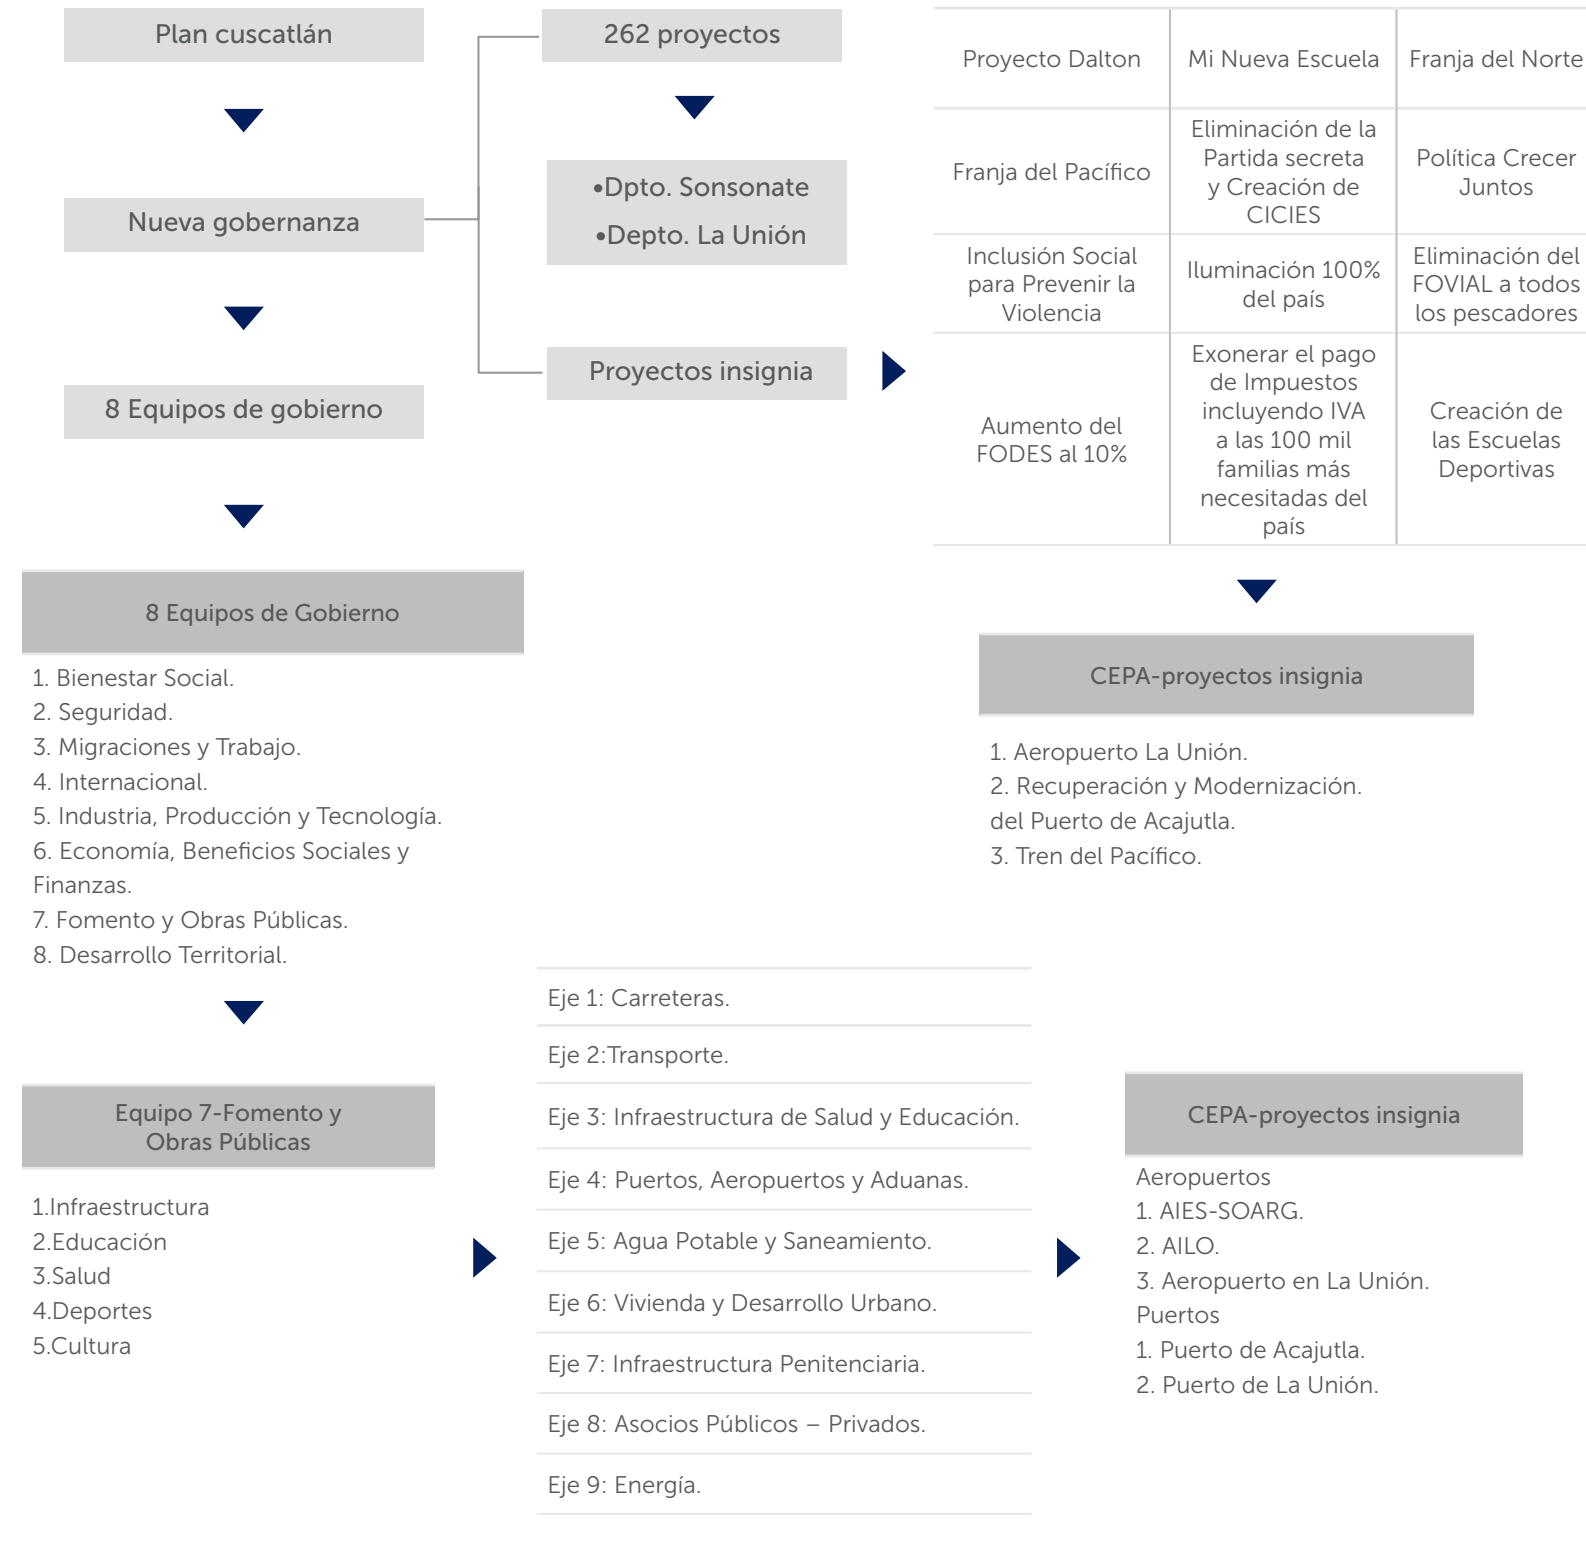 Plan cuscatlán
Nueva gobernanza
8 Equipos de gobierno
262 proyectos
•Dpto. Sonsonate
•Depto. La Unión
Proyectos insignia
Proyecto Dalton
Mi Nueva Escuela
Franja del Norte
Franja del Pacífico
Eliminación de la
Partida secreta
y Creación de
CICIES
Política Crecer
Juntos
Inclusión Social
para Prevenir la
Violencia
Iluminación 100%
del país
Eliminación del
FOVIAL a todos
los pescadores
Aumento del
FODES al 10%
Exonerar el pago
de Impuestos
incluyendo IVA
a las 100 mil
familias más
necesitadas del
país
Creación de
las Escuelas
Deportivas
8 Equipos de Gobierno
1. Bienestar Social.
2. Seguridad.
3. Migraciones y Trabajo.
4. Internacional.
5. Industria, Producción y Tecnología.
6. Economía, Beneficios Sociales y
Finanzas.
7. Fomento y Obras Públicas.
8. Desarrollo Territorial.
CEPA-proyectos insignia
1. Aeropuerto La Unión.
2. Recuperación y Modernización.
del Puerto de Acajutla.
3. Tren del Pacífico.
Equipo 7-Fomento y
Obras Públicas
1.Infraestructura
2.Educación
3.Salud
4.Deportes
5.Cultura
Eje 1: Carreteras.
Eje 2:Transporte.
Eje 3: Infraestructura de Salud y Educación.
Eje 4: Puertos, Aeropuertos y Aduanas.
Eje 5: Agua Potable y Saneamiento.
Eje 6: Vivienda y Desarrollo Urbano.
Eje 7: Infraestructura Penitenciaria.
Eje 8: Asocios Públicos – Privados.
Eje 9: Energía.
CEPA-proyectos insignia
Aeropuertos
1. AIES-SOARG.
2. AILO.
3. Aeropuerto en La Unión.
Puertos
1. Puerto de Acajutla.
2. Puerto de La Unión.